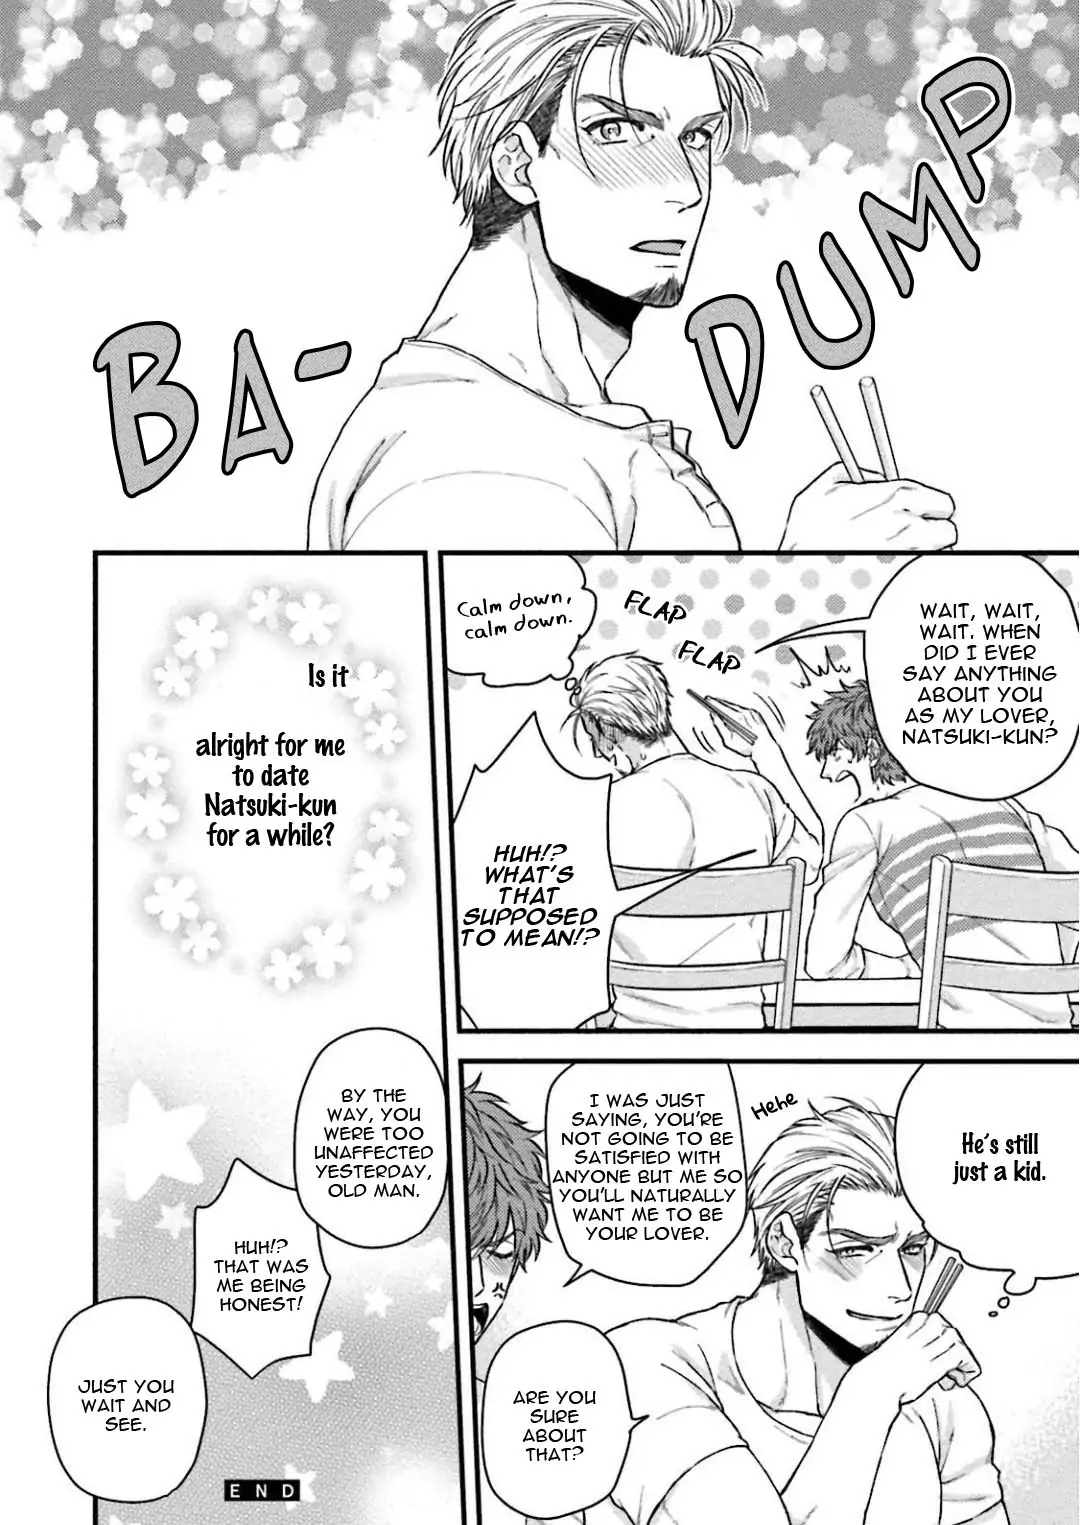 BA-
DUMP
WAIT, WAIT,
WAIT. WHEN
DID I EVER
SAY ANYTHING
ABOUT YOU
AS MY LOVER,
NATSUKI-KUN?
FLAP
FLAP
Calm down,
calm down.
HUH!?
WHAT'S
THAT
SUPPOSED
TO MEAN!?
He's still
just a kid.
Hehe
I WAS JUST
SAYING, YOU'RE
NOT GOING TO BE
SATISFIED WITH
ANYONE BUT ME SO
YOU'LL NATURALLY
WANT ME TO BE
YOUR LOVER.
ARE YOU
SURE
ABOUT
THAT?
Is it
alright for me
to date
Natsuki-kun
for a while?
BY THE
WAY, YOU
WERE TOO
UNAFFECTED
YESTERDAY,
OLD MAN.
HUH!?
THAT WAS
ME BEING
HONEST!
JUST YOU
WAIT AND
SEE.
END